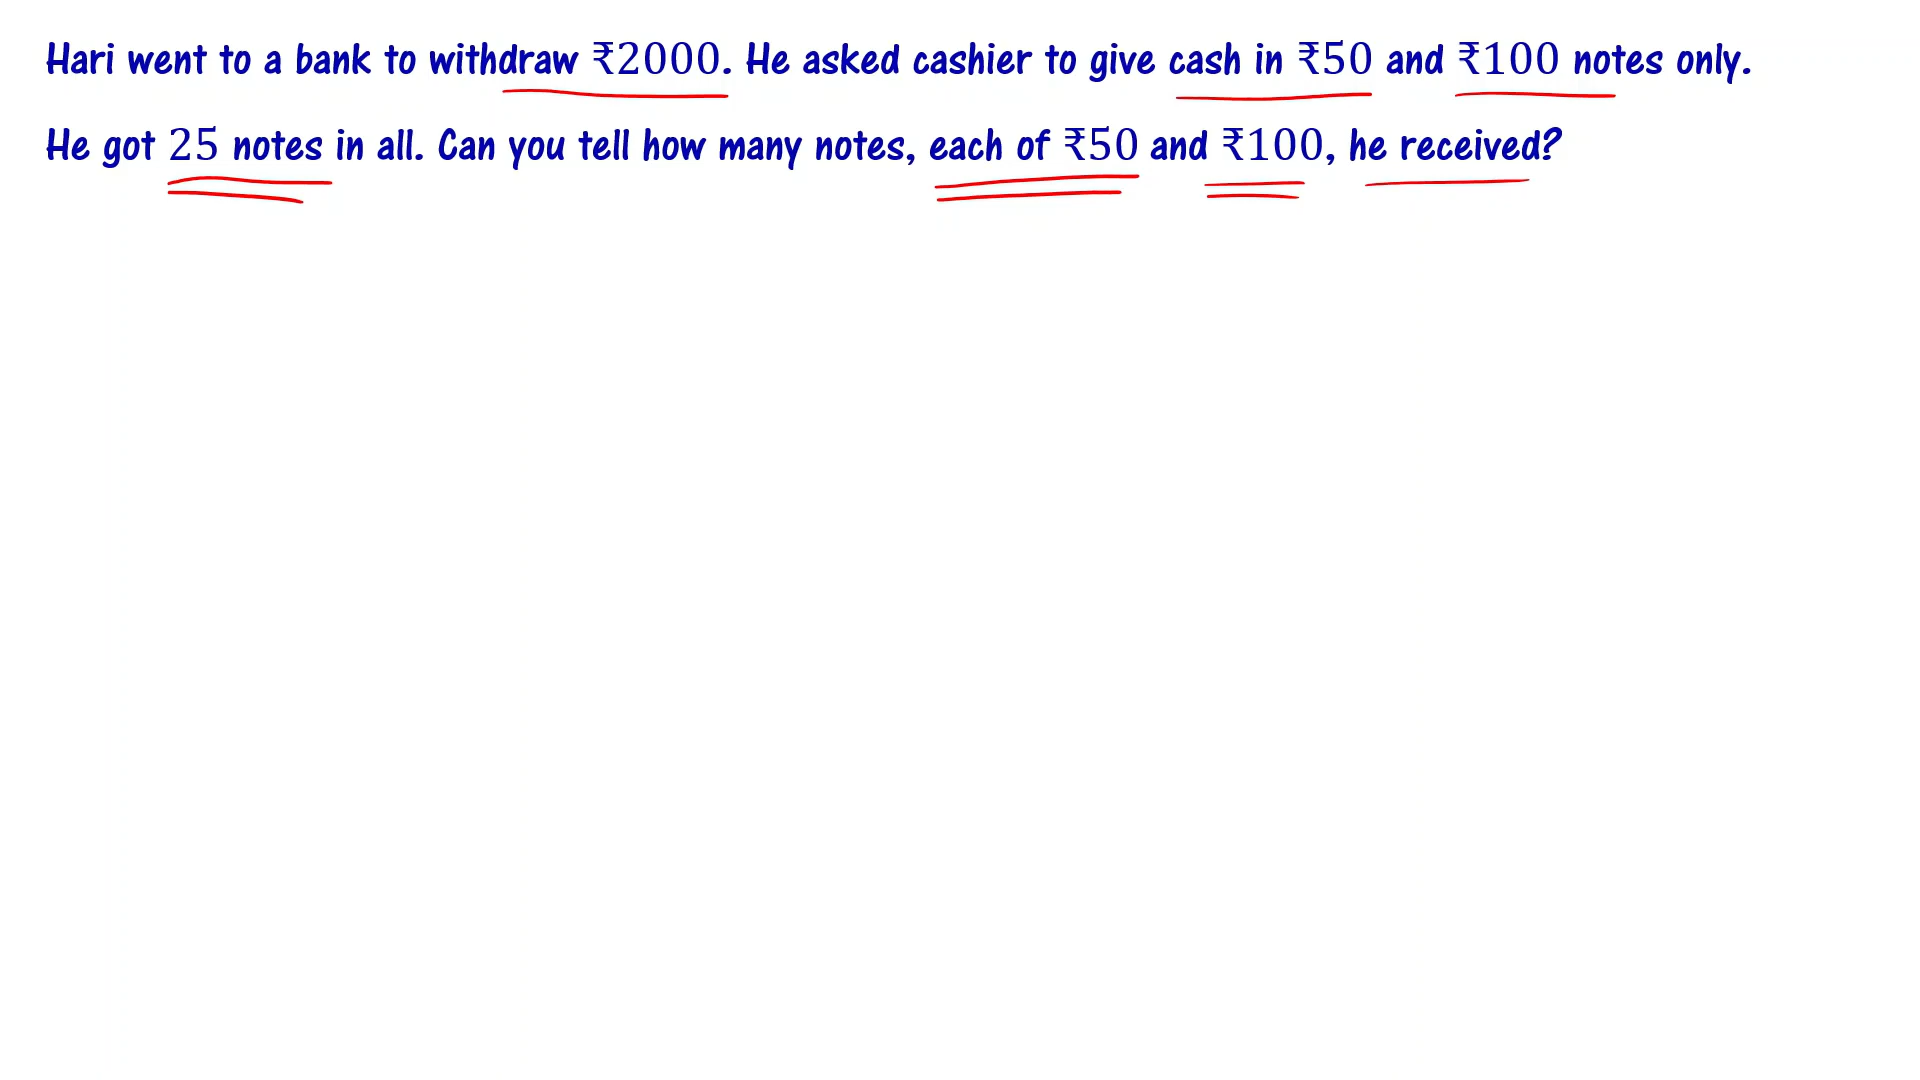 Hari went to a bank to withdraw ₹2000. He asked cashier to give cash in ₹50 and ₹100 notes only.
He got 25 notes in all. Can you tell how many notes, each of ₹50 and ₹100, he received?